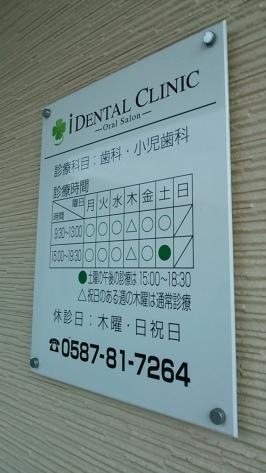 iDENTAL CLINIC
—Oral Salon—
診療科目：歯科・小児歯科
診療時間
曜日 時間 月 火 水 木 金 土 日
9:30~13:00 ○ ○ ○ △ ○ ○ ／
15:00~19:30 ○ ○ ○ △ ○ ● ／
●土曜の午後の診療は15:00~18:30
△祝日のある週の木曜は通常診療
休診日：木曜・日祝日
☎0587-81-7264